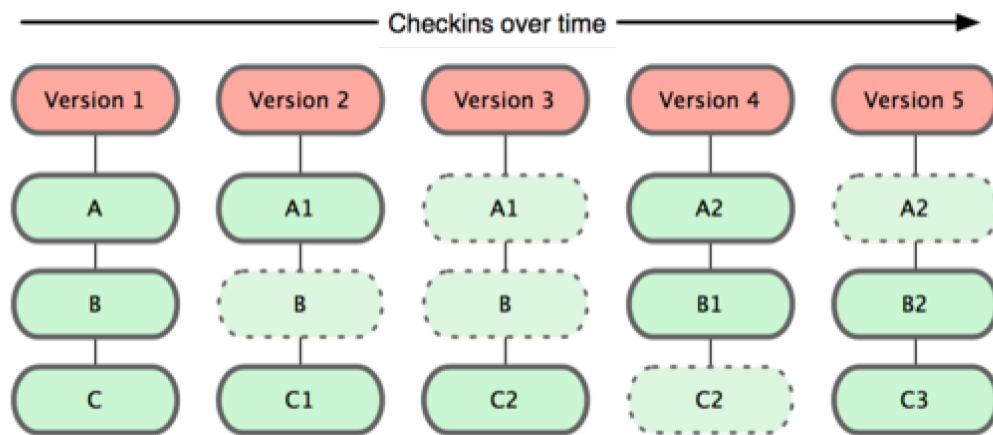 Checkins over time
Version 1 Version 2 Version 3 Version 4 Version 5
A A1 A1 A2 A2
B B B B1 B2
C C1 C2 C2 C3